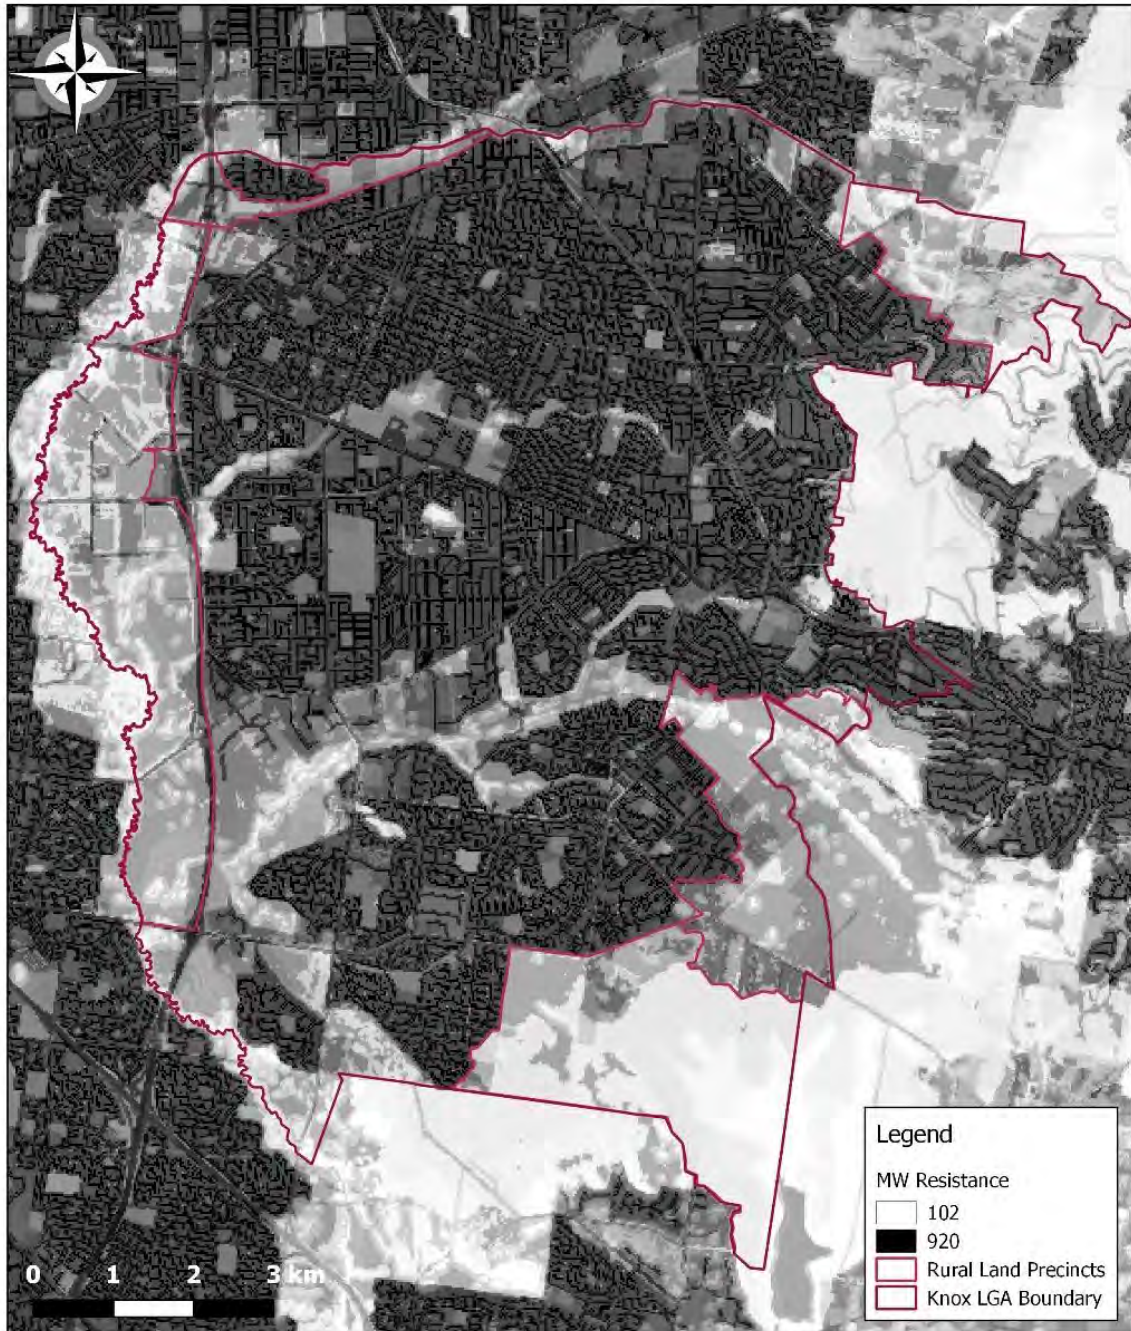 Legend
MW Resistance
102
920
Rural Land Precincts
Knox LGA Boundary
0 1 2 3 km